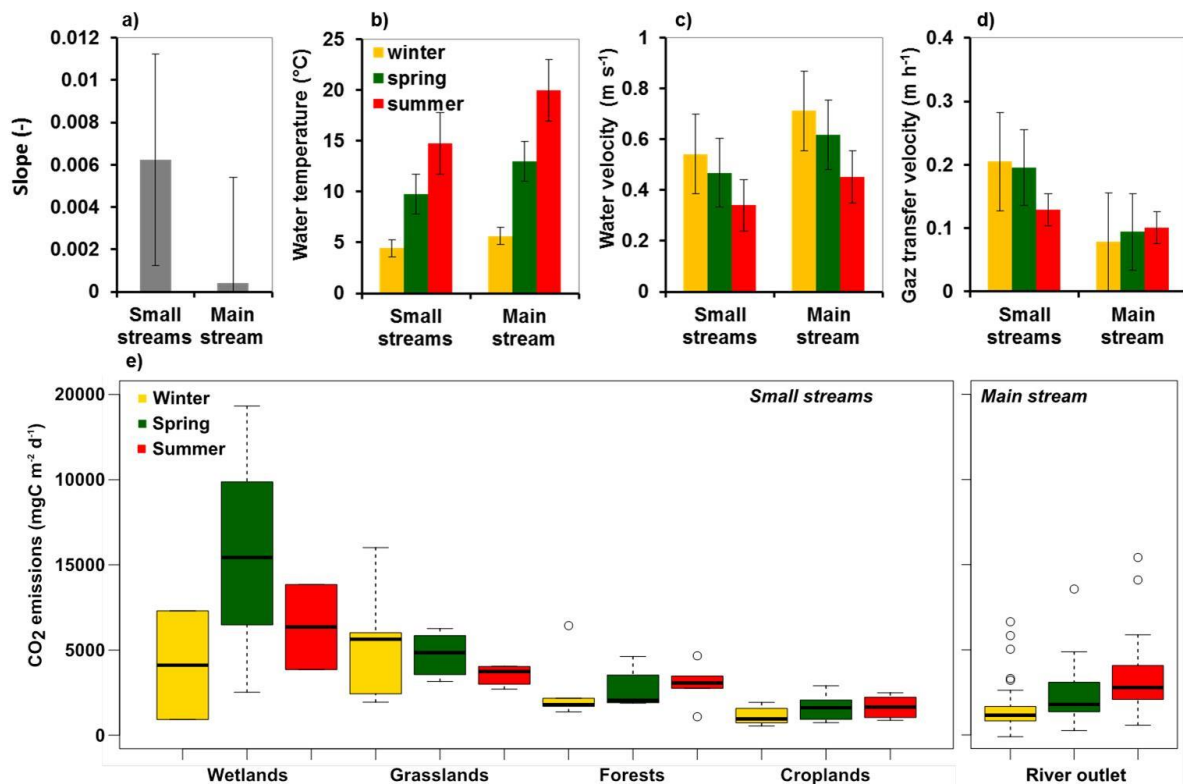 a)
Slope (-)
0.012
0.01
0.008
0.006
0.004
0.002
0
Small streams
Main stream
b)
Water temperature (°C)
25
20
15
10
5
0
winter
spring
summer
Small streams
Main stream
c)
Water velocity (m s-1)
1
0.8
0.6
0.4
0.2
0
Small streams
Main stream
d)
Gaz transfer velocity (m h-1)
0.4
0.3
0.2
0.1
0
Small streams
Main stream
e)
CO2 emissions (mgC m-2 d-1)
20000
10000
15000
5000
0
Winter
Spring
Summer
Small streams
Main stream
Wetlands
Grasslands
Forests
Croplands
River outlet